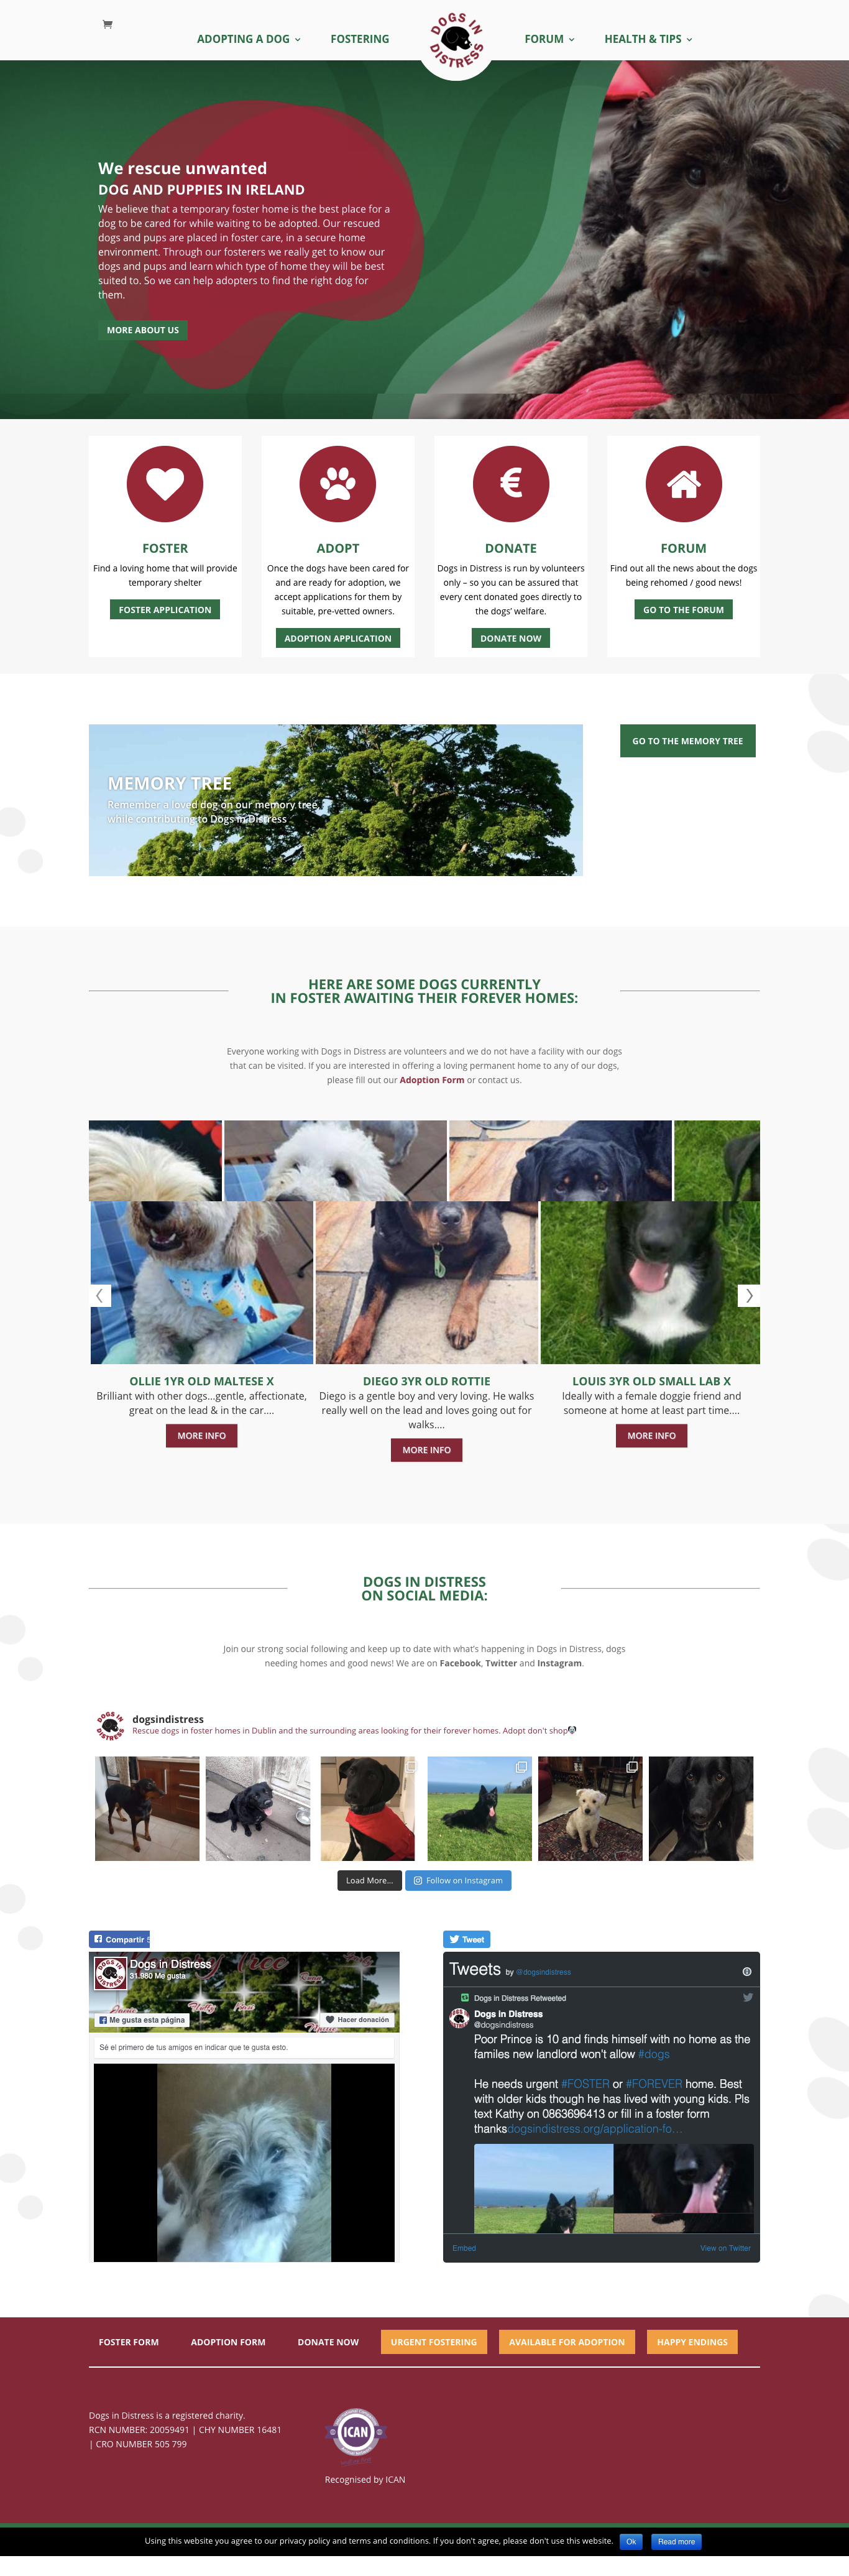 ADOPTING A DOG
FOSTERING
DOGS IN DISTRESS
FORUM
HEALTH & TIPS
We rescue unwanted
DOG AND PUPPIES IN IRELAND
We believe that a temporary foster home is the best place for a
dog to be cared for while waiting to be adopted. Our rescued
dogs and pups are placed in foster care, in a secure home
environment. Through our fosterers we really get to know our
dogs and pups and learn which type of home they will be best
suited to. So we can help adopters to find the right dog for
them.
MORE ABOUT US
FOSTER
Find a loving home that will provide
temporary shelter
FOSTER APPLICATION
ADOPT
Once the dogs have been cared for
and are ready for adoption, we
accept applications for them by
suitable, pre-vetted owners.
ADOPTION APPLICATION
€
DONATE
Dogs in Distress is run by volunteers
only – so you can be assured that
every cent donated goes directly to
the dogs’ welfare.
DONATE NOW
FORUM
Find out all the news about the dogs
being rehomed / good news!
GO TO THE FORUM
MEMORY TREE
Remember a loved dog on our memory tree,
while contributing to Dogs in Distress
GO TO THE MEMORY TREE
HERE ARE SOME DOGS CURRENTLY
IN FOSTER AWAITING THEIR FOREVER HOMES:
Everyone working with Dogs in Distress are volunteers and we do not have a facility with our dogs
that can be visited. If you are interested in offering a loving permanent home to any of our dogs,
please fill out our Adoption Form or contact us.
OLLIE 1YR OLD MALTESE X
Brilliant with other dogs...gentle, affectionate,
great on the lead & in the car....
MORE INFO
DIEGO 3YR OLD ROTTIE
Diego is a gentle boy and very loving. He walks
really well on the lead and loves going out for
walks....
MORE INFO
LOUIS 3YR OLD SMALL LAB X
Ideally with a female doggie friend and
someone at home at least part time....
MORE INFO
DOGS IN DISTRESS
ON SOCIAL MEDIA:
Join our strong social following and keep up to date with what’s happening in Dogs in Distress, dogs
needing homes and good news! We are on Facebook, Twitter and Instagram.
DOGS IN DISTRESS
dogsindistress
Rescue dogs in foster homes in Dublin and the surrounding areas looking for their forever homes. Adopt don't shop
Load More...
Follow on Instagram
Compartir
DOGS IN DISTRESS
Dogs in Distress
31.980 Me gusta
Me gusta esta página
Hacer donación
Sé el primero de tus amigos en indicar que te gusta esto.
Tweet
Tweets by @dogsindistress
Dogs in Distress Retweeted
Dogs in Distress
@dogsindistress
Poor Prince is 10 and finds himself with no home as the
familes new landlord won’t allow #dogs
He needs urgent #FOSTER or #FOREVER home. Best
with older kids though he has lived with young kids. Pls
text Kathy on 0863696413 or fill in a foster form
thanksdogsindistress.org/application-fo…
Embed
View on Twitter
FOSTER FORM
ADOPTION FORM
DONATE NOW
URGENT FOSTERING
AVAILABLE FOR ADOPTION
HAPPY ENDINGS
Dogs in Distress is a registered charity.
RCN NUMBER: 20059491 | CHY NUMBER 16481
| CRO NUMBER 505 799
ICAN
Recognised by ICAN
Using this website you agree to our privacy policy and terms and conditions. If you don't agree, please don't use this website.
Ok
Read more